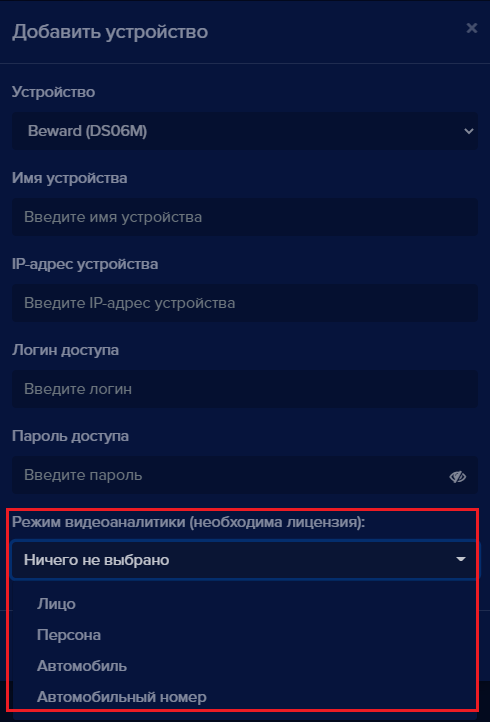 Добавить устройство ×
Устройство
Beward (DS06M)
Имя устройства
Введите имя устройства
IP-адрес устройства
Введите IP-адрес устройства
Логин доступа
Введите логин
Пароль доступа
Введите пароль
Режим видеоаналитики (необходима лицензия):
Ничего не выбрано
Лицо
Персона
Автомобиль
Автомобильный номер